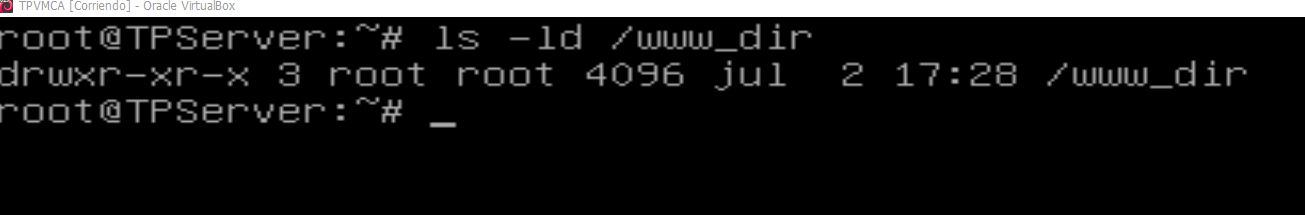 TPVMCA [Corriendo] - Oracle VirtualBox
root@TPServer:~# ls -ld /www_dir
drwxr-xr-x 3 root root 4096 jul  2 17:28 /www_dir
root@TPServer:~# _